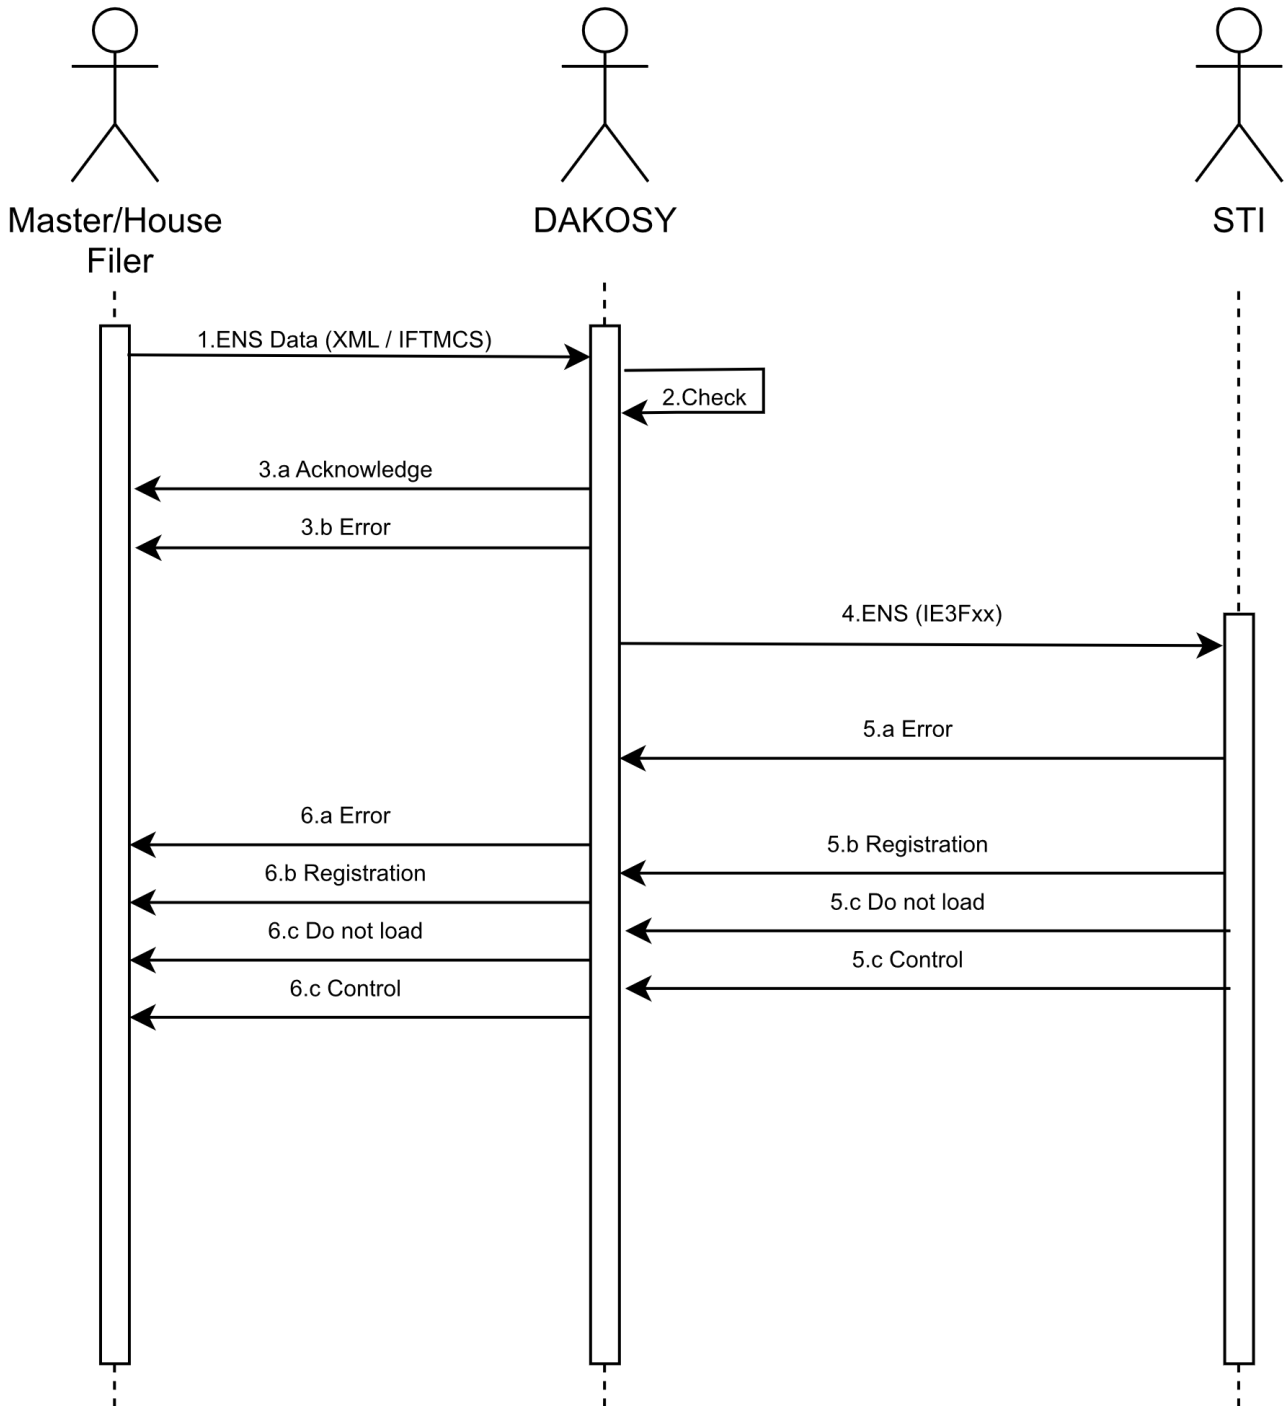 Master/House
Filer
DAKOSY
STI
1.ENS Data (XML / IFTMCS)
2.Check
3.a Acknowledge
3.b Error
4.ENS (IE3Fxx)
5.a Error
6.a Error
5.b Registration
6.b Registration
5.c Do not load
6.c Do not load
5.c Control
6.c Control